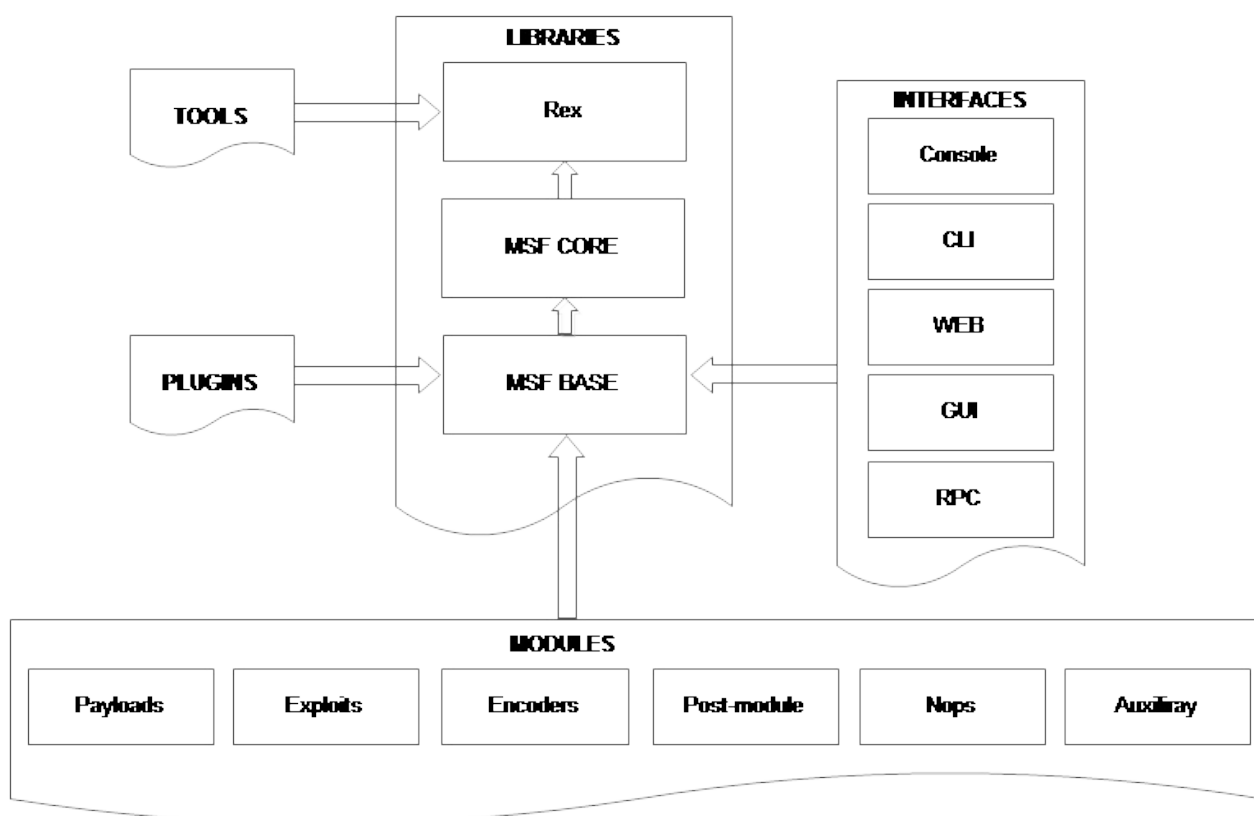 LIBRARIES
TOOLS
Rex
MSF CORE
PLUGINS
MSF BASE
INTERFACES
Console
CLI
WEB
GUI
RPC
MODULES
Payloads
Exploits
Encoders
Post-module
Nops
Auxiliray